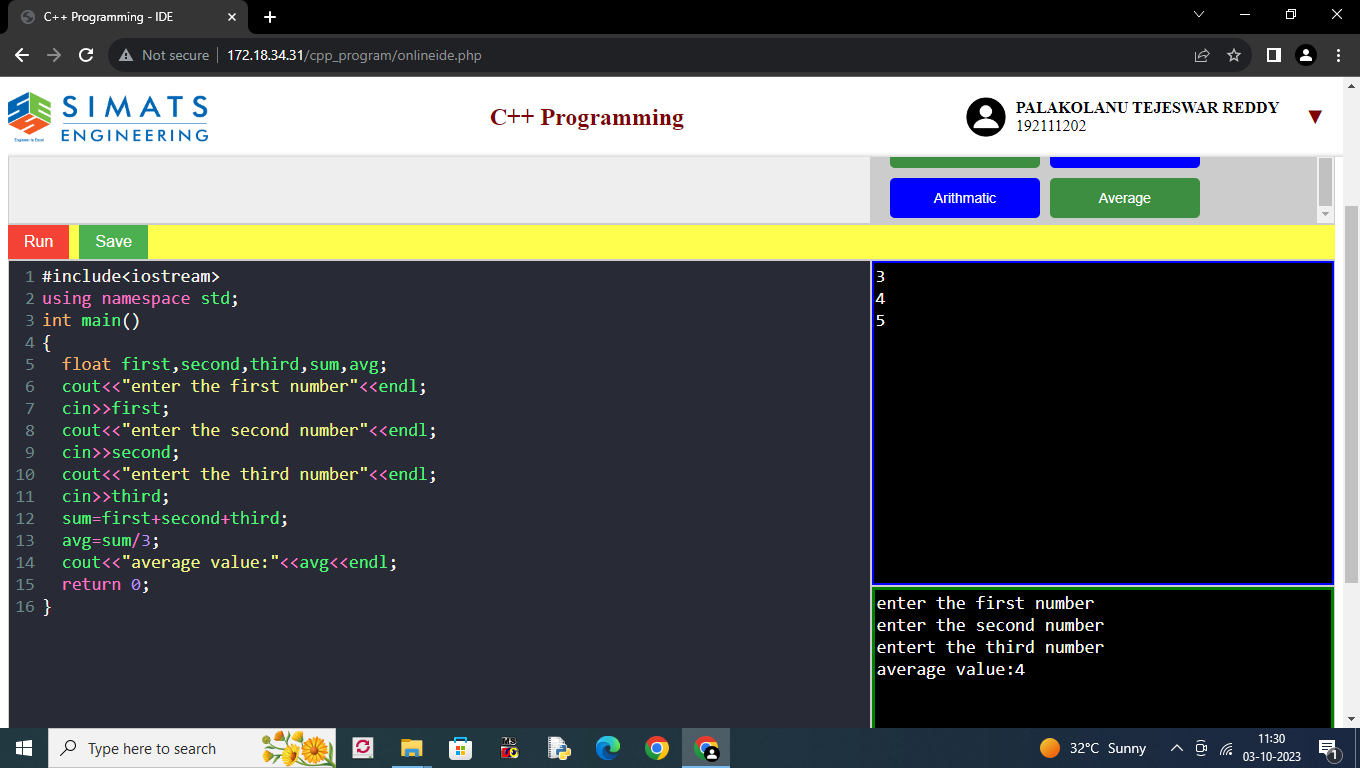 C++ Programming - IDE
Not secure
172.18.34.31/cpp_program/onlineide.php
SIMATS
ENGINEERING
Engineer to Excel
C++ Programming
PALAKOLANU TEJESWAR REDDY
192111202
Arithmatic
Average
Run
Save
1 #include<iostream>
2 using namespace std;
3 int main()
4 {
5 float first,second,third,sum,avg;
6 cout<<"enter the first number"<<endl;
7 cin>>first;
8 cout<<"enter the second number"<<endl;
9 cin>>second;
10 cout<<"entert the third number"<<endl;
11 cin>>third;
12 sum=first+second+third;
13 avg=sum/3;
14 cout<<"average value:"<<avg<<endl;
15 return 0;
16 }
3
4
5
enter the first number
enter the second number
entert the third number
average value:4
Type here to search
32°C Sunny
11:30
03-10-2023
1